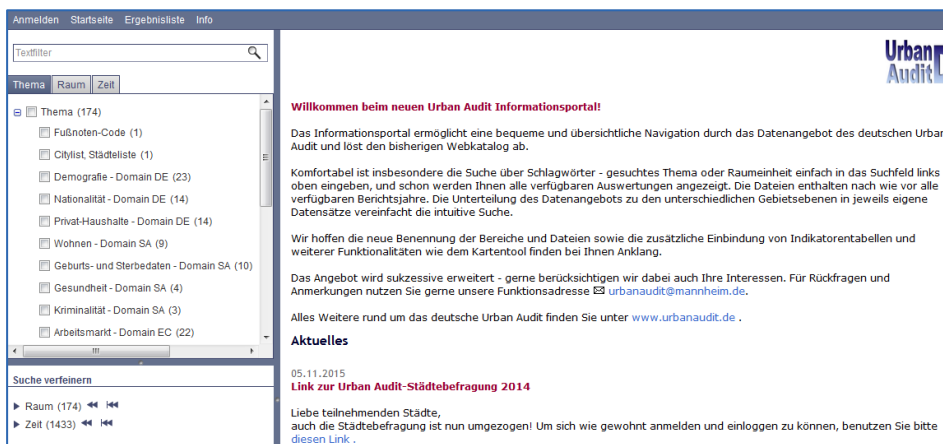 Anmelden Startseite Ergebnisliste Info
Textfilter
Thema Raum Zeit
Thema (174)
Fußnoten-Code (1)
Citylist, Städteliste (1)
Demografie - Domain DE (23)
Nationalität - Domain DE (14)
Privat-Haushalte - Domain DE (14)
Wohnen - Domain SA (9)
Geburts- und Sterbedaten - Domain SA (10)
Gesundheit - Domain SA (4)
Kriminalität - Domain SA (3)
Arbeitsmarkt - Domain EC (22)
Suche verfeinern
Raum (174)
Zeit (1433)
Urban
Audit
Willkommen beim neuen Urban Audit Informationsportal!
Das Informationsportal ermöglicht eine bequeme und übersichtliche Navigation durch das Datenangebot des deutschen Urban
Audit und löst den bisherigen Webkatalog ab.
Komfortabel ist insbesondere die Suche über Schlagwörter - gesuchtes Thema oder Raumeinheit einfach in das Suchfeld links
oben eingeben, und schon werden Ihnen alle verfügbaren Auswertungen angezeigt. Die Dateien enthalten nach wie vor alle
verfügbaren Berichtsjahre. Die Unterteilung des Datenangebots zu den unterschiedlichen Gebietsebenen in jeweils eigene
Datensätze vereinfacht die intuitive Suche.
Wir hoffen die neue Benennung der Bereiche und Dateien sowie die zusätzliche Einbindung von Indikatorentabellen und
weiterer Funktionalitäten wie dem Kartentool finden bei Ihnen Anklang.
Das Angebot wird sukzessive erweitert - gerne berücksichtigen wir dabei auch Ihre Interessen. Für Rückfragen und
Anmerkungen nutzen Sie gerne unsere Funktionsadresse urbanaudit@mannheim.de.
Alles Weitere rund um das deutsche Urban Audit finden Sie unter www.urbanaudit.de .
Aktuelles
05.11.2015
Link zur Urban Audit-Städtebefragung 2014
Liebe teilnehmenden Städte,
auch die Städtebefragung ist nun umgezogen! Um sich wie gewohnt anmelden und einloggen zu können, benutzen Sie bitte
diesen Link .